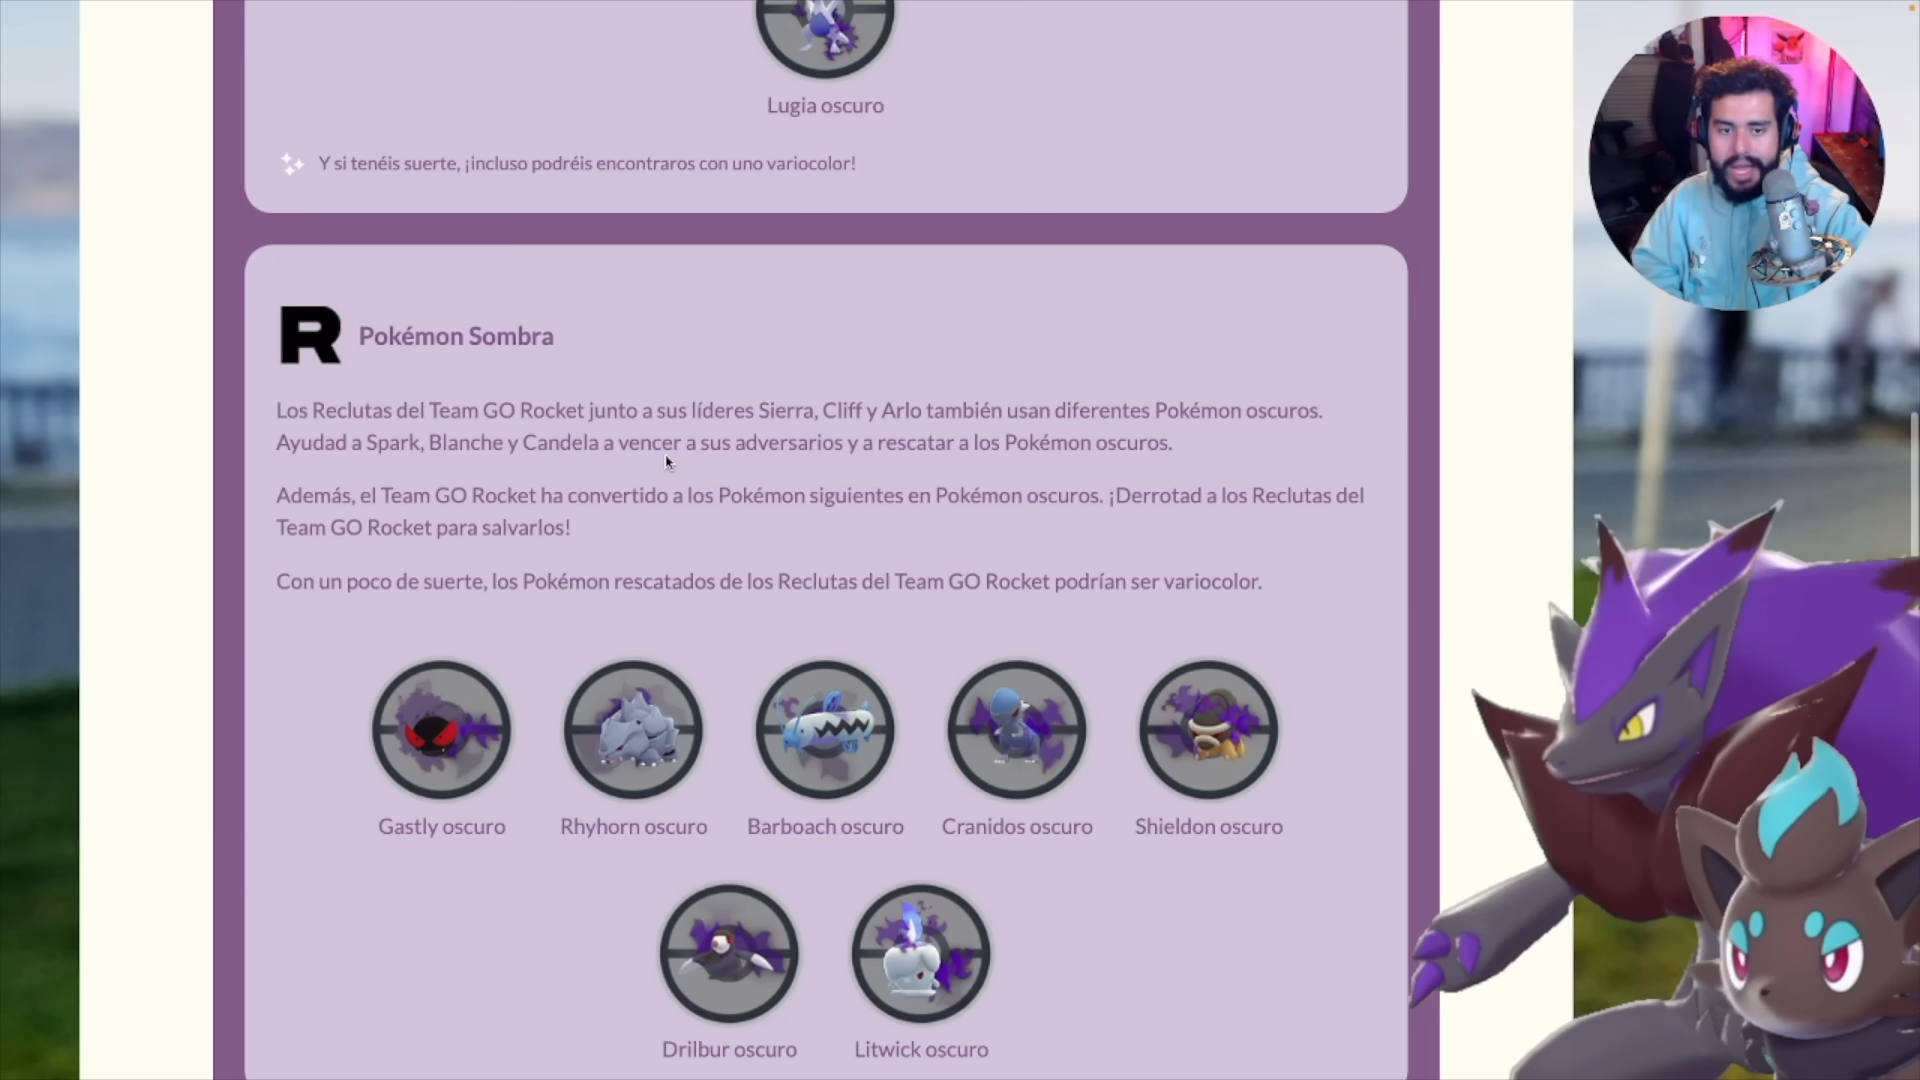 Lugia oscuro
Y si tenéis suerte, ¡incluso podréis encontraros con uno variocolor!
R
Pokémon Sombra
Los Reclutas del Team GO Rocket junto a sus líderes Sierra, Cliff y Arlo también usan diferentes Pokémon oscuros.
Ayudad a Spark, Blanche y Candela a vencer a sus adversarios y a rescatar a los Pokémon oscuros.
Además, el Team GO Rocket ha convertido a los Pokémon siguientes en Pokémon oscuros. ¡Derrotad a los Reclutas del
Team GO Rocket para salvarlos!
Con un poco de suerte, los Pokémon rescatados de los Reclutas del Team GO Rocket podrían ser variocolor.
Gastly oscuro
Rhyhorn oscuro
Barboach oscuro
Cranidos oscuro
Shieldon oscuro
Drilbur oscuro
Litwick oscuro